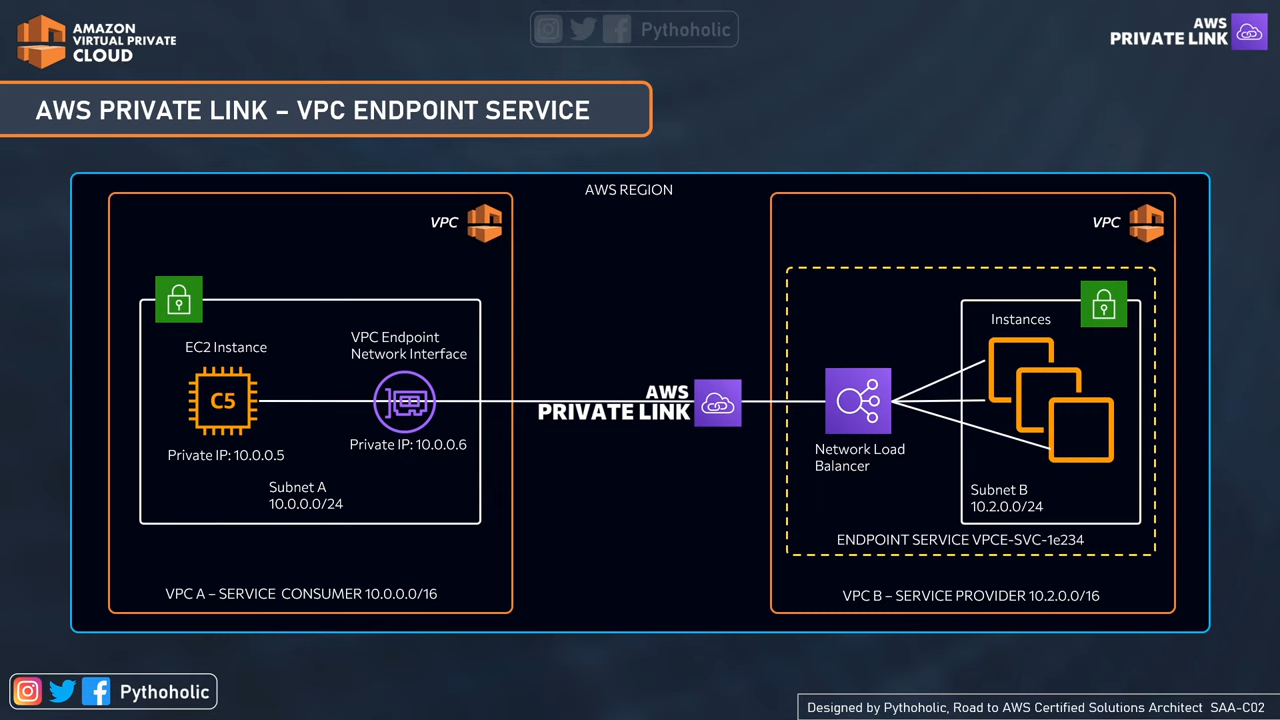 AMAZON
VIRTUAL PRIVATE
CLOUD
Pythoholic
AWS
PRIVATE LINK
AWS PRIVATE LINK – VPC ENDPOINT SERVICE
AWS REGION
VPC
EC2 Instance
C5
Private IP: 10.0.0.5
VPC Endpoint
Network Interface
Private IP: 10.0.0.6
Subnet A
10.0.0.0/24
VPC A – SERVICE CONSUMER 10.0.0.0/16
AWS
PRIVATE LINK
VPC
Network Load
Balancer
Instances
Subnet B
10.2.0.0/24
ENDPOINT SERVICE VPCE-SVC-1e234
VPC B – SERVICE PROVIDER 10.2.0.0/16
Pythoholic
Designed by Pythoholic, Road to AWS Certified Solutions Architect SAA-C02